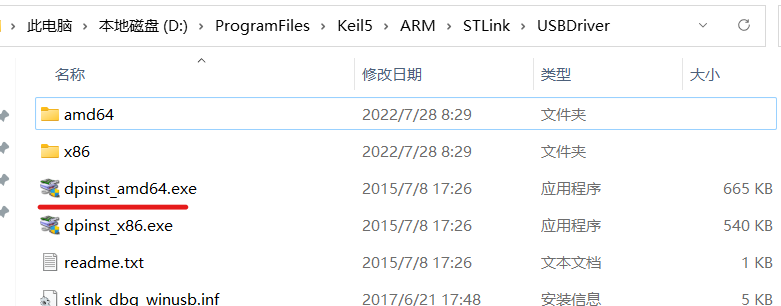 此电脑 > 本地磁盘 (D:) > ProgramFiles > Keil5 > ARM > STLink > USBDriver
名称 修改日期 类型 大小
amd64 2022/7/28 8:29 文件夹
x86 2022/7/28 8:29 文件夹
dpinst_amd64.exe 2015/7/8 17:26 应用程序 665 KB
dpinst_x86.exe 2015/7/8 17:26 应用程序 540 KB
readme.txt 2015/7/8 17:26 文本文档 1 KB
stlink_dbg_winusb.inf 2017/6/21 17:48 安装信息 5 KB